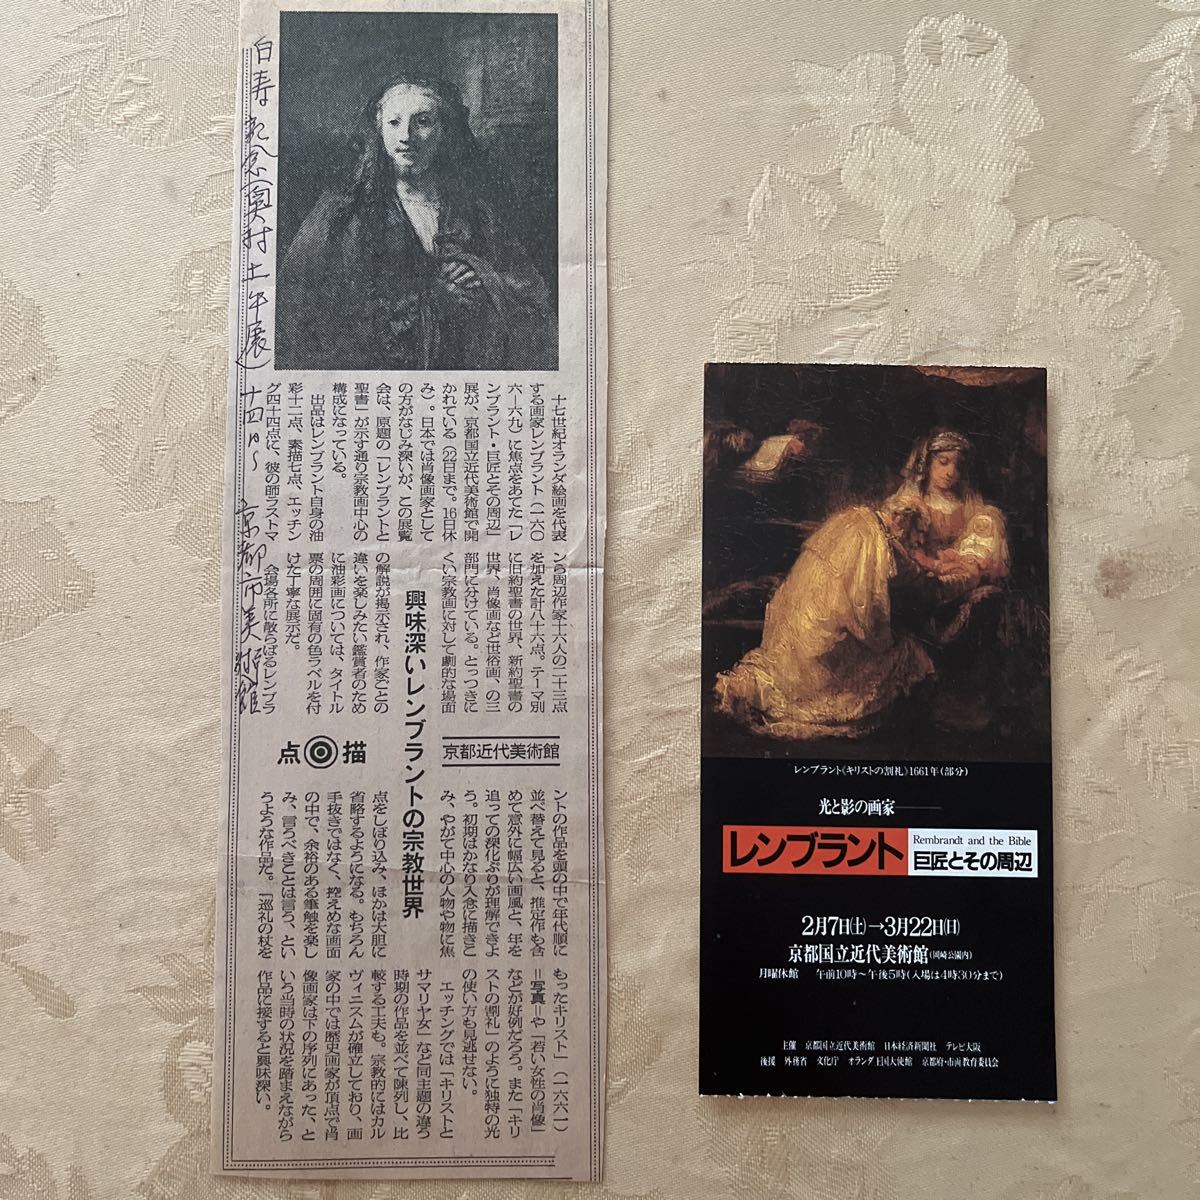 白寿記念奥村土牛展 十四日〜 京都市美術館
十七世紀オランダ絵画を代表
する画家レンブラント（一六〇
六—六九）に焦点をあてた「レ
ンブラント・巨匠とその周辺」
展が、京都国立近代美術館で開
かれている（22日まで。16日休
み）。日本では肖像画家として
の方がなじみ深いが、この展覧
会は、原題の「レンブラントと
聖書」が示す通り宗教画中心の
構成になっている。
出品はレンブラント自身の油
彩十二点、素描七点、エッチン
グ四十四点に、彼の師ラストマ
ンら周辺作家十六人の二十三点
を加えた計八十六点。テーマ別
に旧約聖書の世界、新約聖書の
世界、肖像画など世俗画、の三
部門に分けている。とっつきに
くい宗教画に対して劇的な場面
の解説が掲示され、作家ごとの
違いを楽しみたい鑑賞者のため
に油彩画については、タイトル
票の周囲に固有の色ラベルを付
けた丁寧な展示だ。
会場各所に散らばるレンブラ
興味深いレンブラントの宗教世界
京都近代美術館
点描
ントの作品を頭の中で年代順に
並べ替えて見ると、推定作も含
めて意外に幅広い画風と、年を
追っての深化ぶりが理解できよ
う。初期はかなり入念に描きこ
み、やがて中心の人物や物に焦
点をしぼり込み、ほかは大胆に
省略するようになる。もちろん
手抜きではなく、控えめな画面
の中で、余裕のある筆触を楽し
み、言うべきことは言う、とい
うような作品だ。「巡礼の杖を
もったキリスト」（一六六一）
＝写真＝や「若い女性の肖像」
などが好例だろう。また「キリ
ストの割礼」のように独特の光
の使い方も見逃せない。
エッチングでは「キリストと
サマリヤ女」など同主題の違う
時期の作品を並べて陳列し、比
較する工夫も。宗教的にはカル
ヴィニスムが確立しており、画
家の中では歴史画家が頂点で肖
像画家は下の序列にあった、と
いう当時の状況を踏まえながら
作品に接すると興味深い。
レンブラント《キリストの割礼》1661年（部分）
光と影の画家——
レンブラント
Rembrandt and the Bible
巨匠とその周辺
2月7日(土)→3月22日(日)
京都国立近代美術館（岡崎公園内）
月曜休館 午前10時〜午後5時（入場は4時30分まで）
主催 京都国立近代美術館 日本経済新聞社 テレビ大阪
後援 外務省 文化庁 オランダ王国大使館 京都府・市両教育委員会